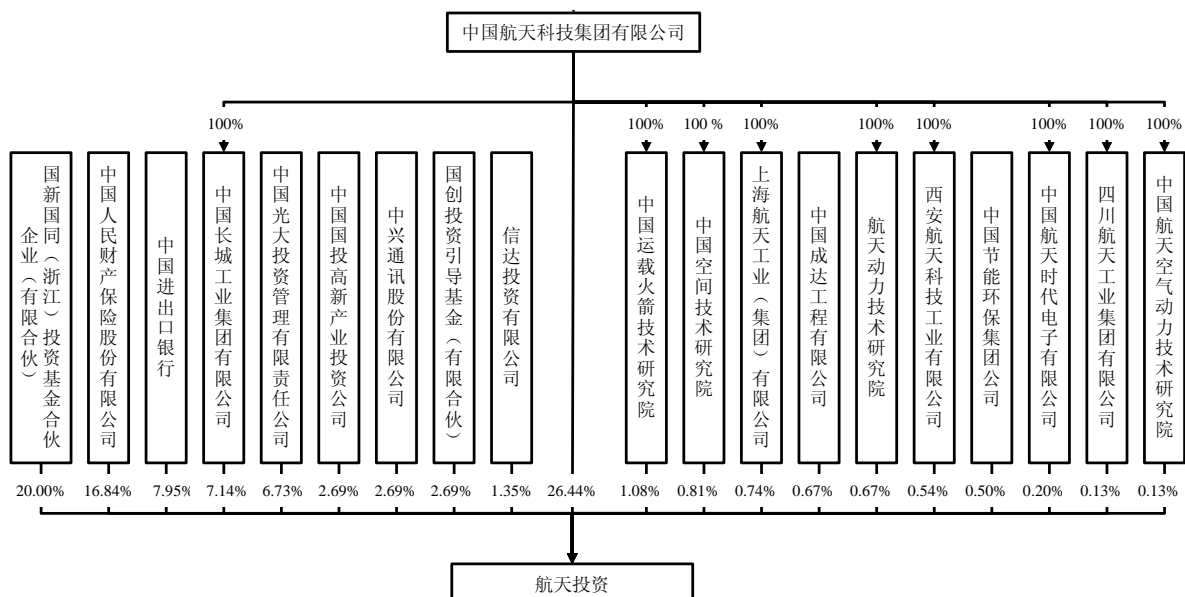 中国航天科技集团有限公司
100%
100%
100 %
100%
100%
100%
100%
100%
100%
国新国同（浙江）投资基金合伙
企业（有限合伙）
中国人民财产保险股份有限公司
中国进出口银行
中国长城工业集团有限公司
中国光大投资管理有限责任公司
中国国投高新产业投资公司
中兴通讯股份有限公司
国创投资引导基金（有限合伙）
信达投资有限公司
中国运载火箭技术研究院
中国空间技术研究院
上海航天工业（集团）有限公司
中国成达工程有限公司
航天动力技术研究院
西安航天科技工业有限公司
中国节能环保集团公司
中国航天时代电子有限公司
四川航天工业集团有限公司
中国航天空气动力技术研究院
20.00%
16.84%
7.95%
7.14%
6.73%
2.69%
2.69%
2.69%
1.35%
26.44%
1.08%
0.81%
0.74%
0.67%
0.67%
0.54%
0.50%
0.20%
0.13%
0.13%
航天投资